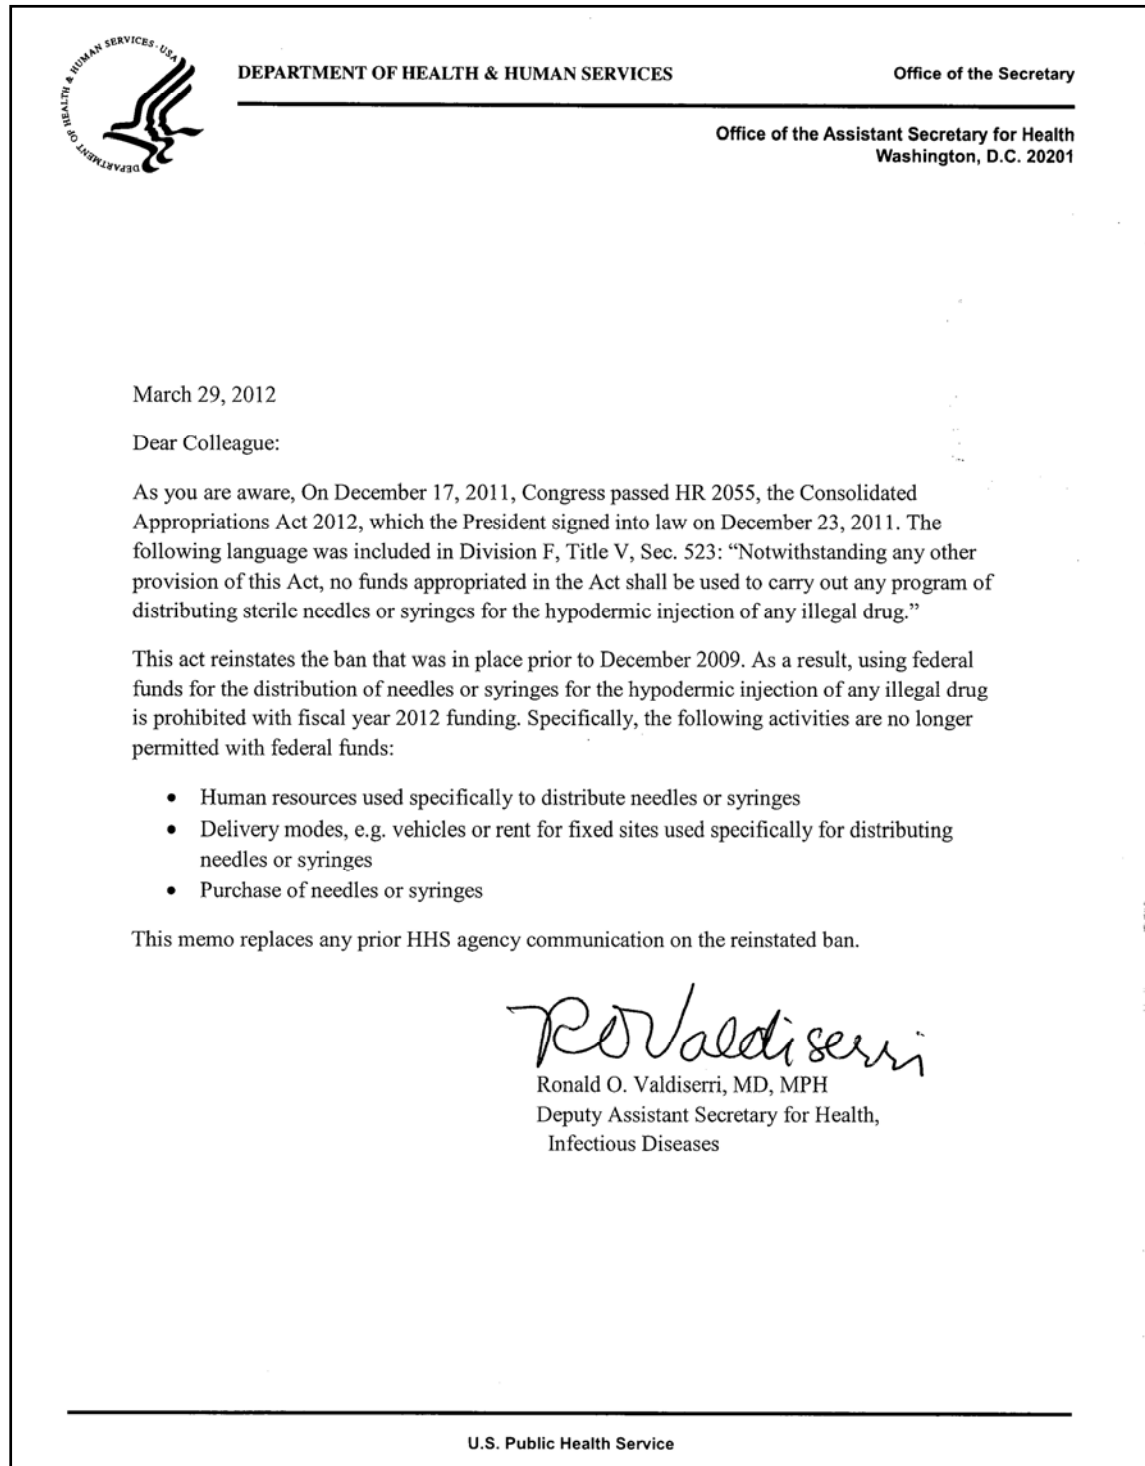 DEPARTMENT OF HEALTH & HUMAN SERVICES · USA
DEPARTMENT OF HEALTH & HUMAN SERVICES
Office of the Secretary
Office of the Assistant Secretary for Health
Washington, D.C. 20201
March 29, 2012
Dear Colleague:
As you are aware, On December 17, 2011, Congress passed HR 2055, the Consolidated
Appropriations Act 2012, which the President signed into law on December 23, 2011. The
following language was included in Division F, Title V, Sec. 523: “Notwithstanding any other
provision of this Act, no funds appropriated in the Act shall be used to carry out any program of
distributing sterile needles or syringes for the hypodermic injection of any illegal drug.”
This act reinstates the ban that was in place prior to December 2009. As a result, using federal
funds for the distribution of needles or syringes for the hypodermic injection of any illegal drug
is prohibited with fiscal year 2012 funding. Specifically, the following activities are no longer
permitted with federal funds:
• Human resources used specifically to distribute needles or syringes
• Delivery modes, e.g. vehicles or rent for fixed sites used specifically for distributing
needles or syringes
• Purchase of needles or syringes
This memo replaces any prior HHS agency communication on the reinstated ban.
ROValdiserri
Ronald O. Valdiserri, MD, MPH
Deputy Assistant Secretary for Health,
Infectious Diseases
U.S. Public Health Service